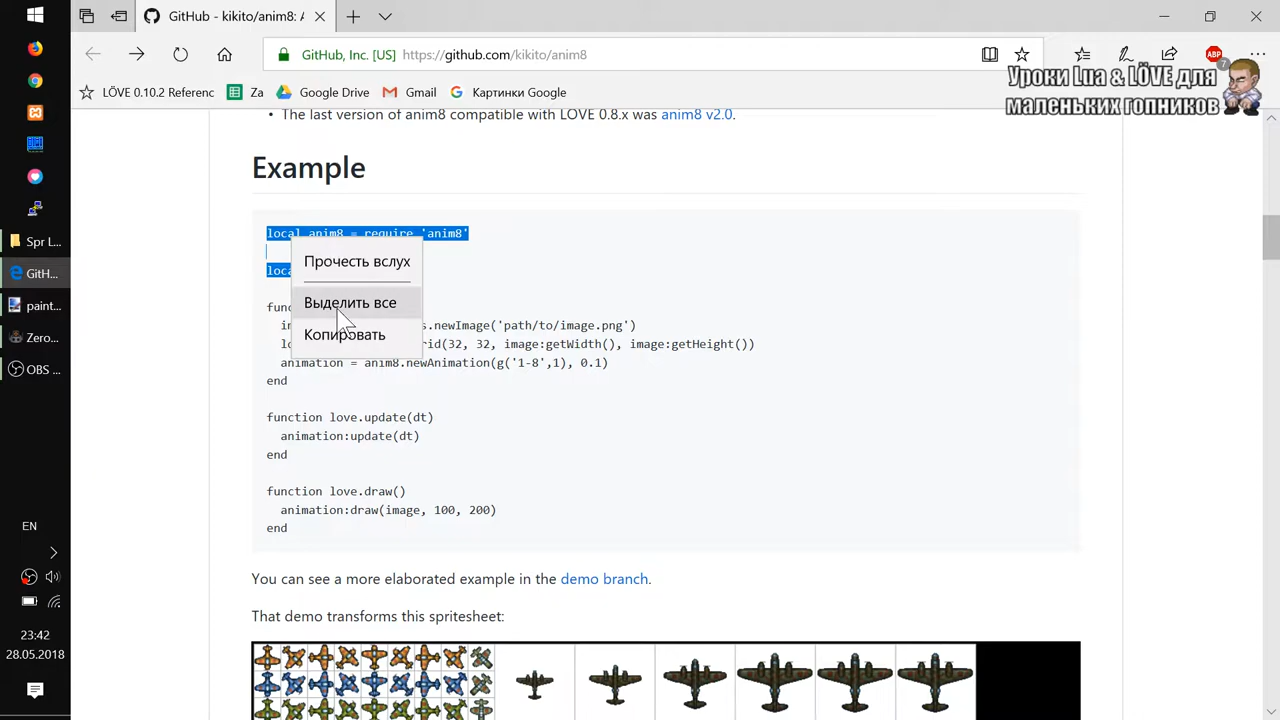 GitHub - kikito/anim8: A
GitHub, Inc. [US] https://github.com/kikito/anim8
ABP
7
Уроки Lua & LÖVE для
маленьких гопников
LÖVE 0.10.2 Referenc
Za
Google Drive
Gmail
Картинки Google
• The last version of anim8 compatible with LOVE 0.8.x was anim8 v2.0.
Example
local anim8 = require 'anim8'
loca
Прочесть вслух
Выделить все
Копировать
func
im s.newImage('path/to/image.png')
lo rid(32, 32, image:getWidth(), image:getHeight())
animation = anim8.newAnimation(g('1-8',1), 0.1)
end
function love.update(dt)
animation:update(dt)
end
function love.draw()
animation:draw(image, 100, 200)
end
You can see a more elaborated example in the demo branch.
That demo transforms this spritesheet:
Spr L...
GitH...
paint...
Zero...
OBS ...
EN
23:42
28.05.2018